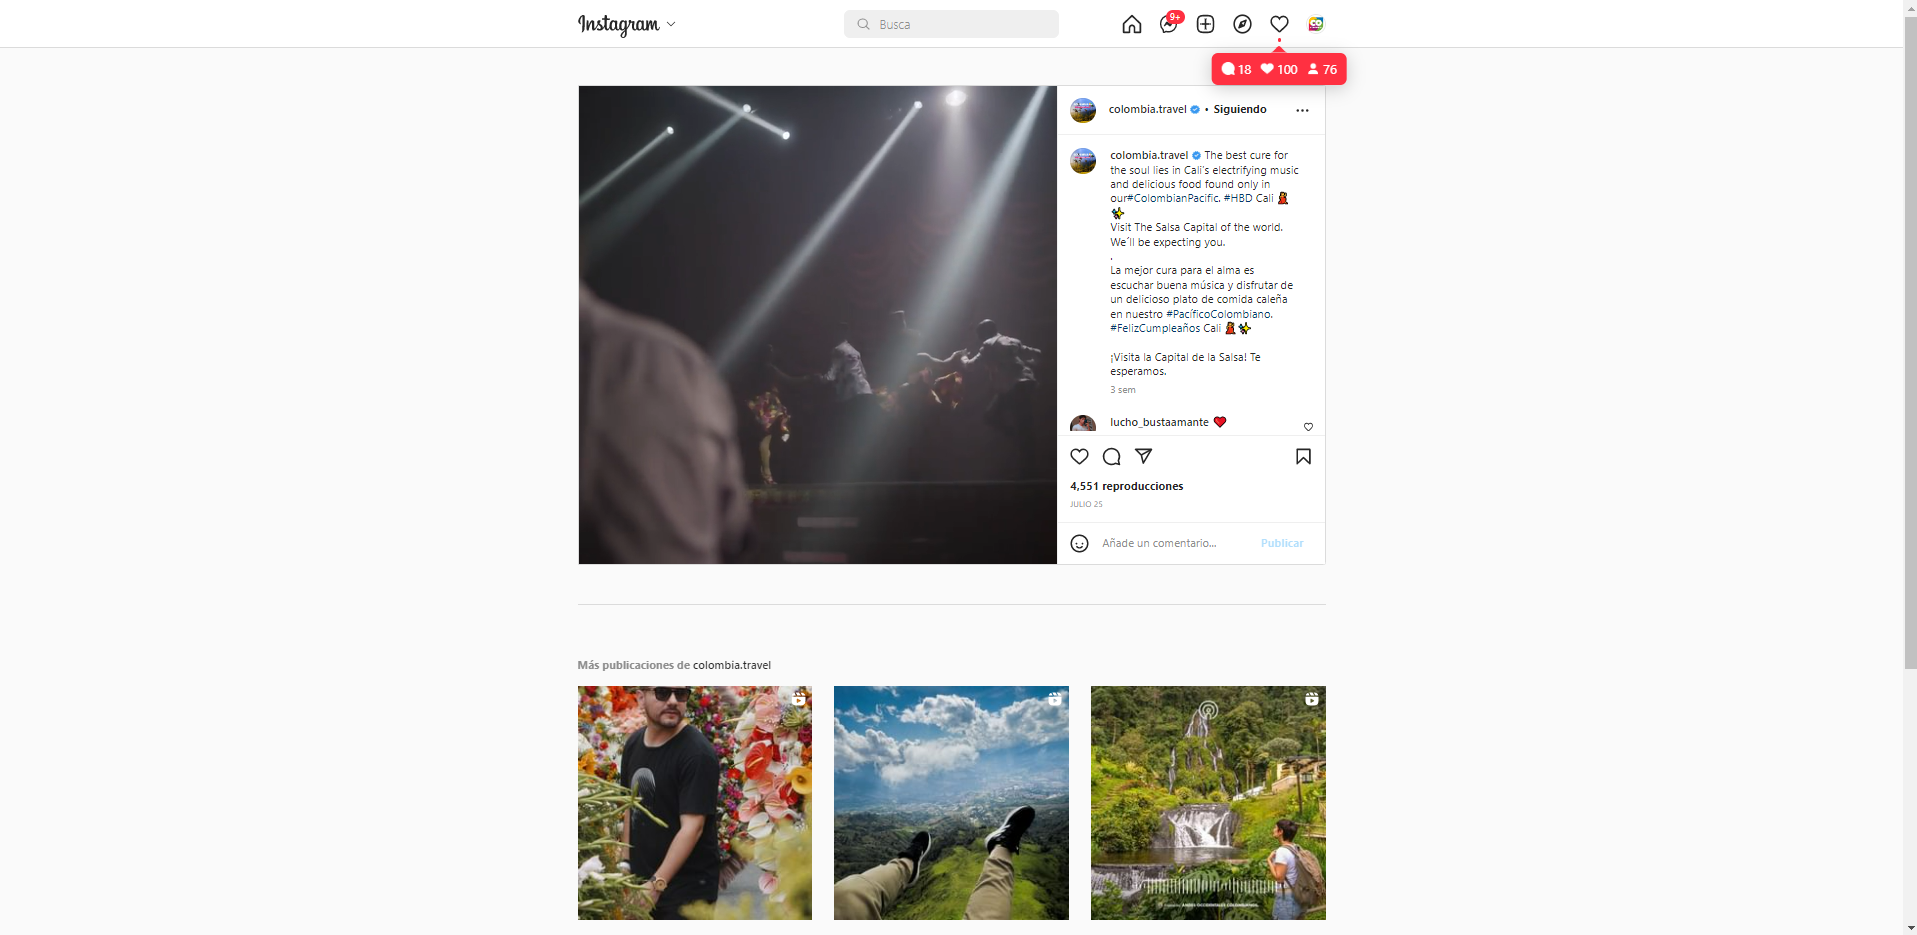 Instagram
Busca
9+
18 100 76
colombia.travel • Siguiendo
colombia.travel The best cure for
the soul lies in Cali's electrifying music
and delicious food found only in
our#ColombianPacific. #HBD Cali 💃
✨
Visit The Salsa Capital of the world.
We´ll be expecting you.
.
La mejor cura para el alma es
escuchar buena música y disfrutar de
un delicioso plato de comida caleña
en nuestro #PacíficoColombiano.
#FelizCumpleaños Cali 💃✨
¡Visita la Capital de la Salsa! Te
esperamos.
3 sem
lucho_bustaamante ❤️
4,551 reproducciones
JULIO 25
Añade un comentario... Publicar
Más publicaciones de colombia.travel